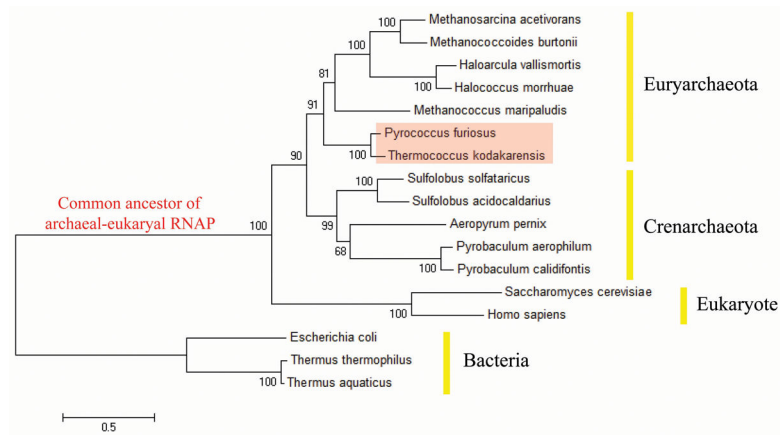 Methanosarcina acetivorans
100
Methanococcoides burtonii
100
Haloarcula vallismortis
81
100
Halococcus morrhuae
Euryarchaeota
91
Methanococcus maripaludis
Pyrococcus furiosus
90
100
Thermococcus kodakarensis
100
Sulfolobus solfataricus
Common ancestor of
archaeal-eukaryal RNAP
Sulfolobus acidocaldarius
99
Aeropyrum pernix
Crenarchaeota
100
68
Pyrobaculum aerophilum
100
Pyrobaculum calidifontis
Saccharomyces cerevisiae
100
Homo sapiens
Eukaryote
Escherichia coli
Thermus thermophilus
Bacteria
100
Thermus aquaticus
0.5